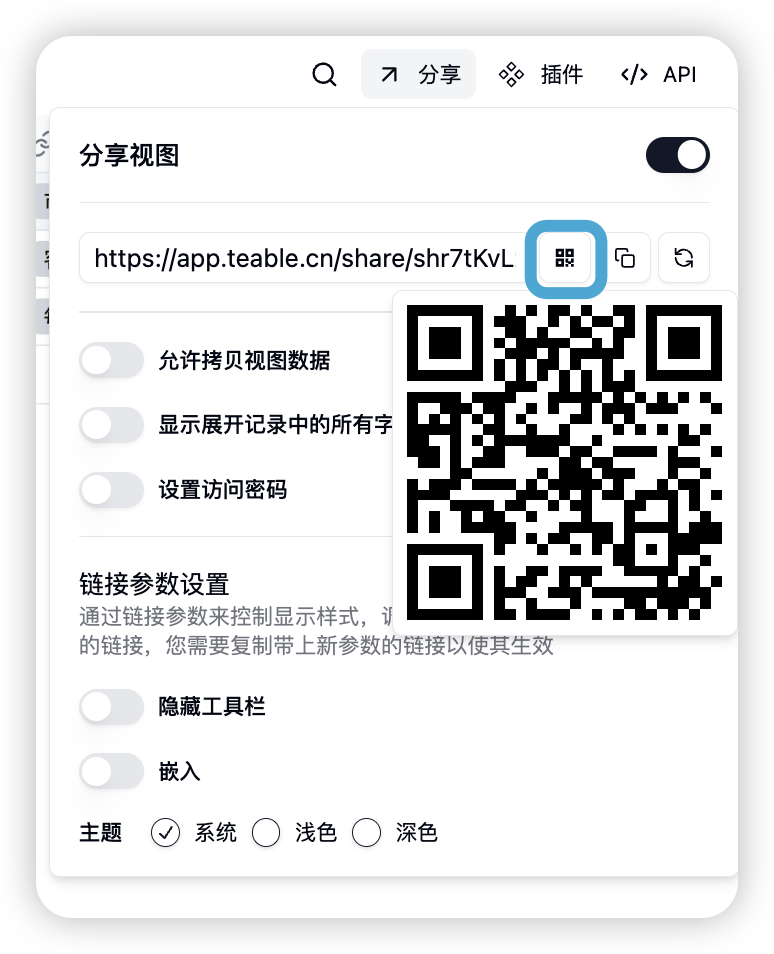 分享
插件
API
分享视图
https://app.teable.cn/share/shr7tKvL
允许拷贝视图数据
显示展开记录中的所有字
设置访问密码
链接参数设置
通过链接参数来控制显示样式，
的链接，您需要复制带上新参数的链接以使其生效
隐藏工具栏
嵌入
主题 系统 浅色 深色